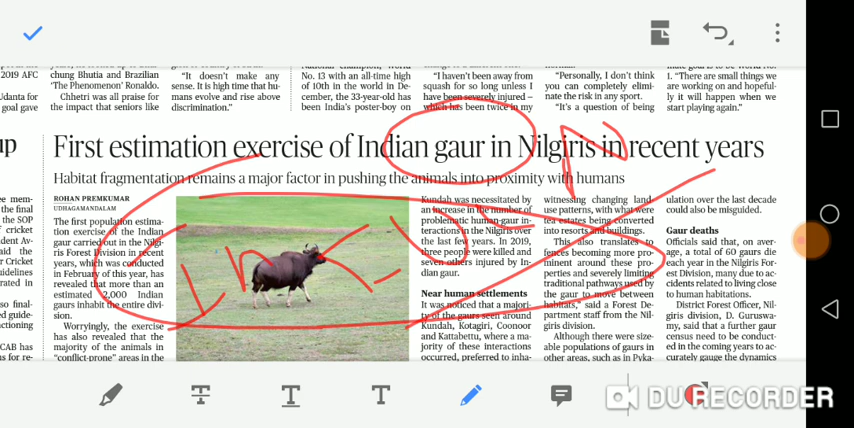 2019 AFC
Udanta for
goal gave
chung Bhutia and Brazilian
'The Phenomenon' Ronaldo.
Chhetri was all praise for
the impact that seniors like
"It doesn't make any
sense. It is high time that hu-
mans evolve and rise above
discrimination."
No. 13 with an all-time high
of 10th in the world in De-
cember, the 33-year-old has
been India's poster-boy on
"I haven't been away from
squash for so long unless I
have been severely injured –
which has been twice in my
"Personally, I don't think
you can completely elimi-
nate the risk in any sport.
"It's a question of being
mate goal is to be World No.
1. "There are small things we
are working on and hopeful-
ly it will happen when we
start playing again."
First estimation exercise of Indian gaur in Nilgiris in recent years
Habitat fragmentation remains a major factor in pushing the animals into proximity with humans
ROHAN PREMKUMAR
UDHAGAMANDALAM
The first population estima-
tion exercise of the Indian
gaur carried out in the Nilgi-
ris Forest Division in recent
years, which was conducted
in February of this year, has
revealed that more than an
estimated 2,000 Indian
gaurs inhabit the entire divi-
sion.
Worryingly, the exercise
has also revealed that the
majority of the animals in
"conflict-prone" areas in the
Kundah was necessitated by
an increase in the number of
problematic human-gaur in-
teractions in the Nilgiris over
the last few years. In 2019,
three people were killed and
seven others injured by In-
dian gaur.
Near human settlements
It was noticed that a majori-
ty of the gaurs seen around
Kundah, Kotagiri, Coonoor
and Kattabettu, where a ma-
jority of these interactions
occurred, preferred to inha-
witnessing changing land
use patterns, with what were
tea estates being converted
into resorts and buildings.
This also translates to
fences becoming more pro-
minent around these pro-
perties and severely limiting
traditional pathways used by
the gaur to move between
habitats," said a Forest De-
partment staff from the Nil-
giris division.
Although there were size-
able populations of gaurs in
other areas, such in Pyka-
ulation over the last decade
could also be misguided.
Gaur deaths
Officials said that, on aver-
age, a total of 60 gaurs die
each year in the Nilgiris For-
est Division, many due to ac-
cidents related to living close
to human habitations.
District Forest Officer, Nil-
giris division, D. Guruswa-
my, said that a further gaur
census need to be conduct-
ed in the coming years to ac-
curately gauge the dynamics
DU RECORDER